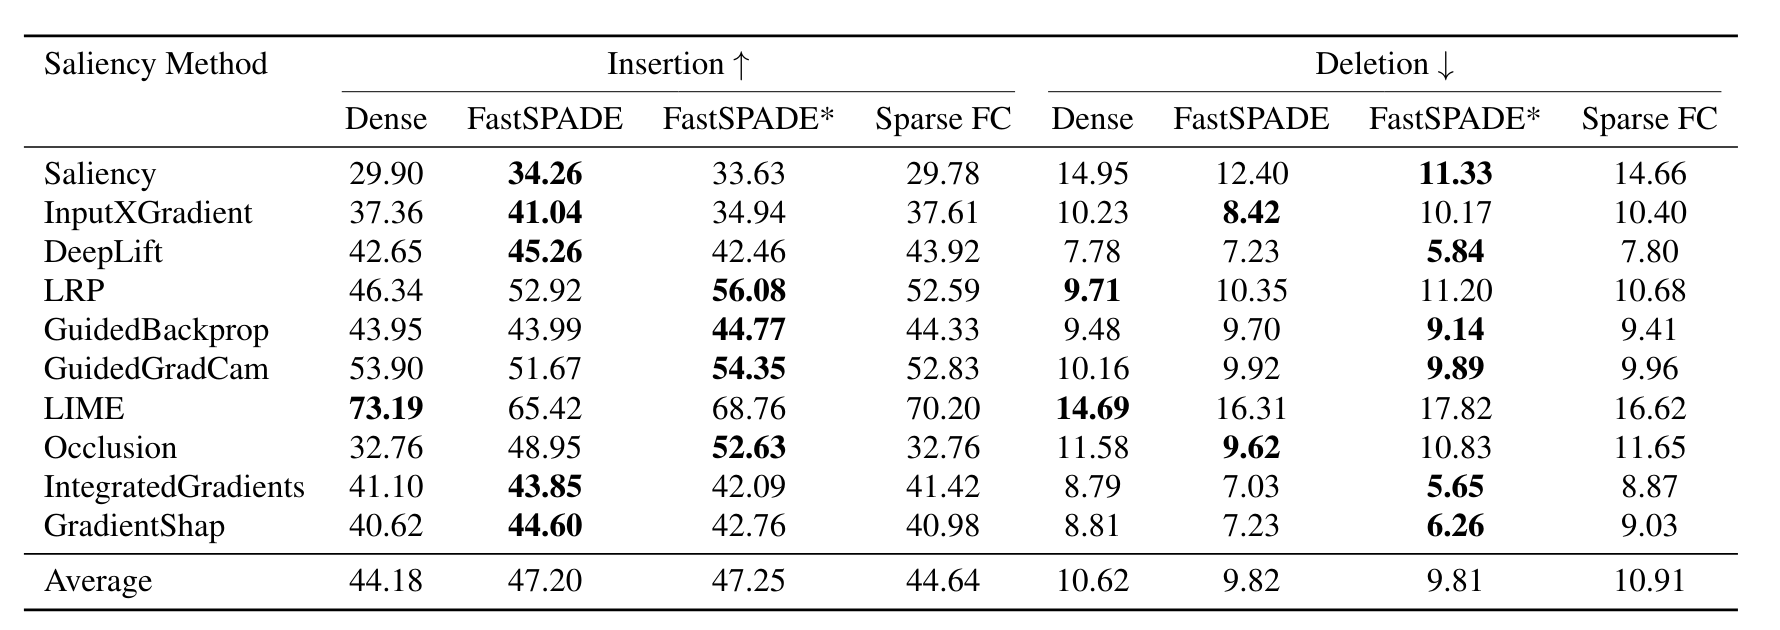 Saliency Method Insertion ↑ Deletion ↓
Dense FastSPADE FastSPADE* Sparse FC Dense FastSPADE FastSPADE* Sparse FC
Saliency 29.90 34.26 33.63 29.78 14.95 12.40 11.33 14.66
InputXGradient 37.36 41.04 34.94 37.61 10.23 8.42 10.17 10.40
DeepLift 42.65 45.26 42.46 43.92 7.78 7.23 5.84 7.80
LRP 46.34 52.92 56.08 52.59 9.71 10.35 11.20 10.68
GuidedBackprop 43.95 43.99 44.77 44.33 9.48 9.70 9.14 9.41
GuidedGradCam 53.90 51.67 54.35 52.83 10.16 9.92 9.89 9.96
LIME 73.19 65.42 68.76 70.20 14.69 16.31 17.82 16.62
Occlusion 32.76 48.95 52.63 32.76 11.58 9.62 10.83 11.65
IntegratedGradients 41.10 43.85 42.09 41.42 8.79 7.03 5.65 8.87
GradientShap 40.62 44.60 42.76 40.98 8.81 7.23 6.26 9.03
Average 44.18 47.20 47.25 44.64 10.62 9.82 9.81 10.91